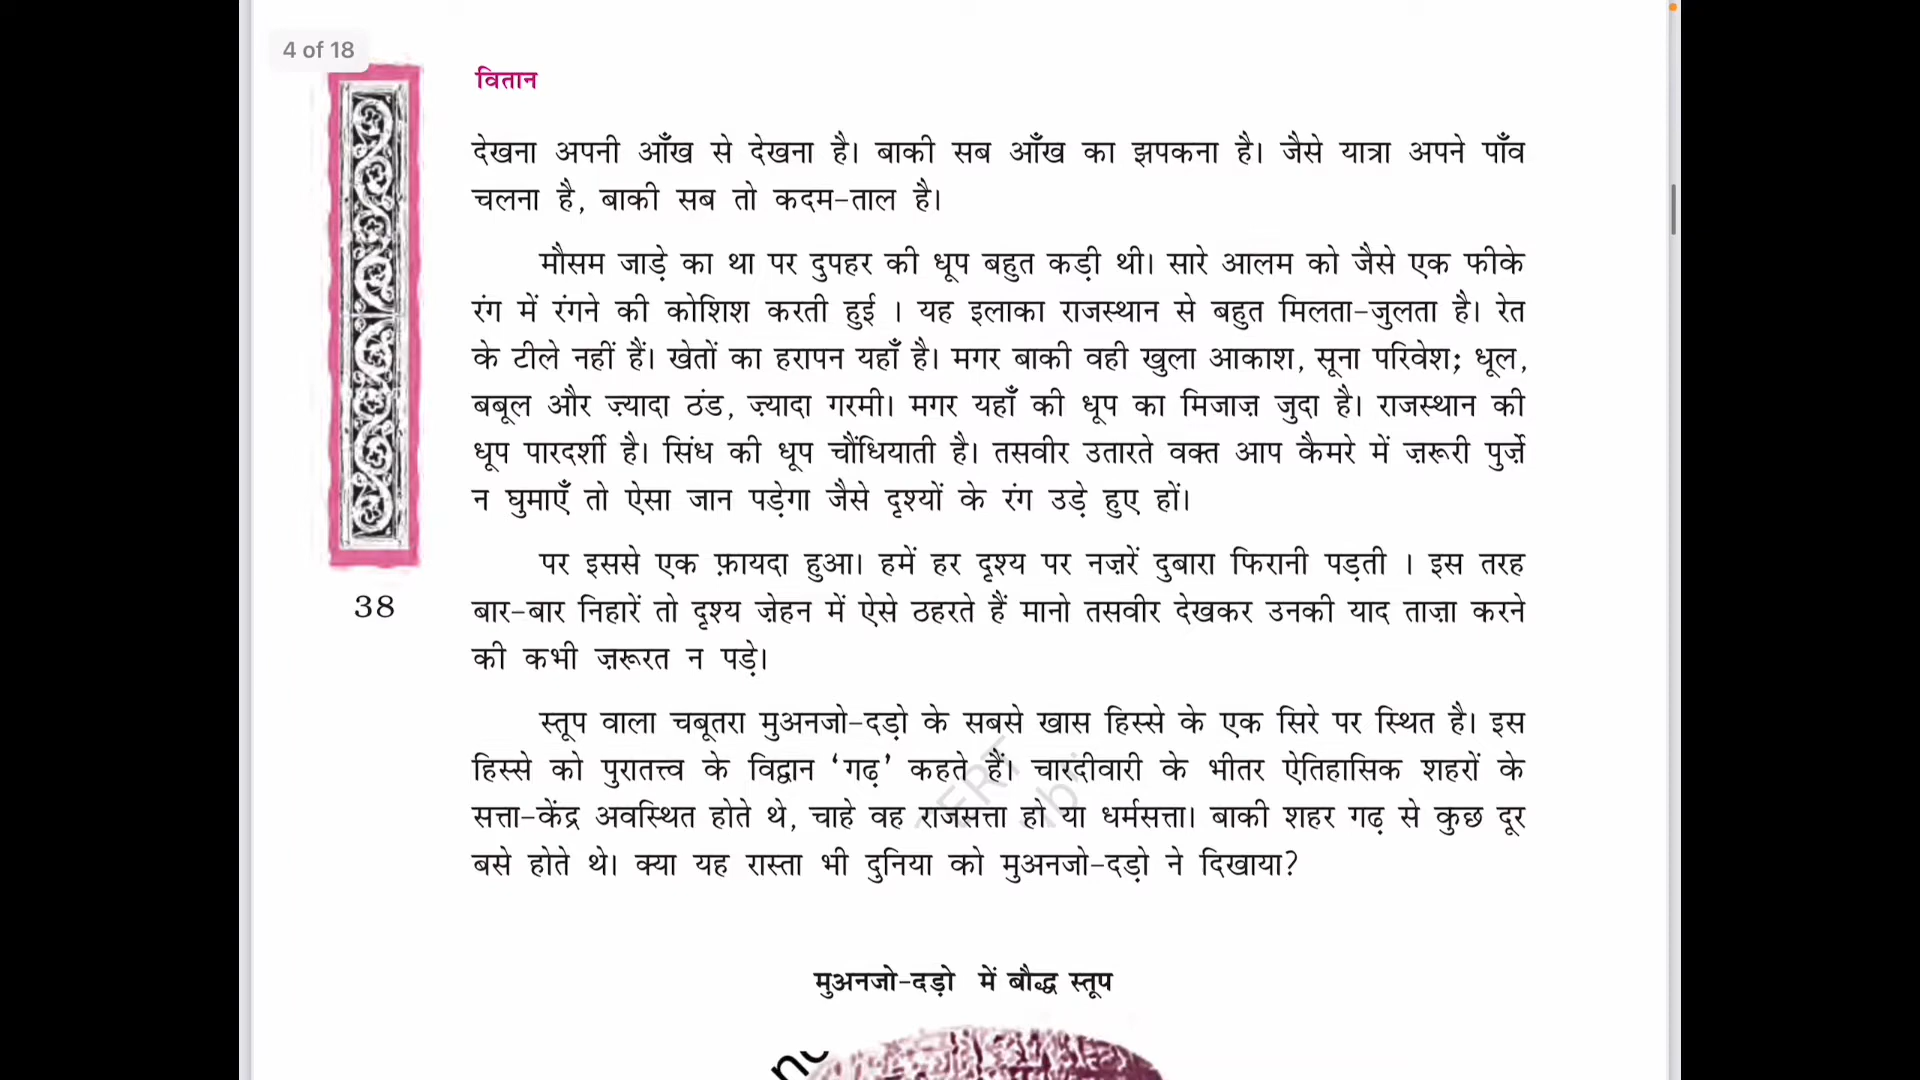 4 of 18
वितान
देखना अपनी आँख से देखना है। बाकी सब आँख का झपकना है। जैसे यात्रा अपने पाँव
चलना है, बाकी सब तो कदम-ताल है।
मौसम जाड़े का था पर दुपहर की धूप बहुत कड़ी थी। सारे आलम को जैसे एक फीके
रंग में रंगने की कोशिश करती हुई । यह इलाका राजस्थान से बहुत मिलता-जुलता है। रेत
के टीले नहीं हैं। खेतों का हरापन यहाँ है। मगर बाकी वही खुला आकाश, सूना परिवेश; धूल,
बबूल और ज़्यादा ठंड, ज़्यादा गरमी। मगर यहाँ की धूप का मिजाज़ जुदा है। राजस्थान की
धूप पारदर्शी है। सिंध की धूप चौंधियाती है। तसवीर उतारते वक्त आप कैमरे में ज़रूरी पुर्ज़े
न घुमाएँ तो ऐसा जान पड़ेगा जैसे दृश्यों के रंग उड़े हुए हों।
पर इससे एक फ़ायदा हुआ। हमें हर दृश्य पर नज़रें दुबारा फिरानी पड़ती । इस तरह
38
बार-बार निहारें तो दृश्य ज़ेहन में ऐसे ठहरते हैं मानो तसवीर देखकर उनकी याद ताज़ा करने
की कभी ज़रूरत न पड़े।
स्तूप वाला चबूतरा मुअनजो-दड़ो के सबसे खास हिस्से के एक सिरे पर स्थित है। इस
हिस्से को पुरातत्त्व के विद्वान ‘गढ़’ कहते हैं। चारदीवारी के भीतर ऐतिहासिक शहरों के
सत्ता-केंद्र अवस्थित होते थे, चाहे वह राजसत्ता हो या धर्मसत्ता। बाकी शहर गढ़ से कुछ दूर
बसे होते थे। क्या यह रास्ता भी दुनिया को मुअनजो-दड़ो ने दिखाया?
मुअनजो-दड़ो में बौद्ध स्तूप